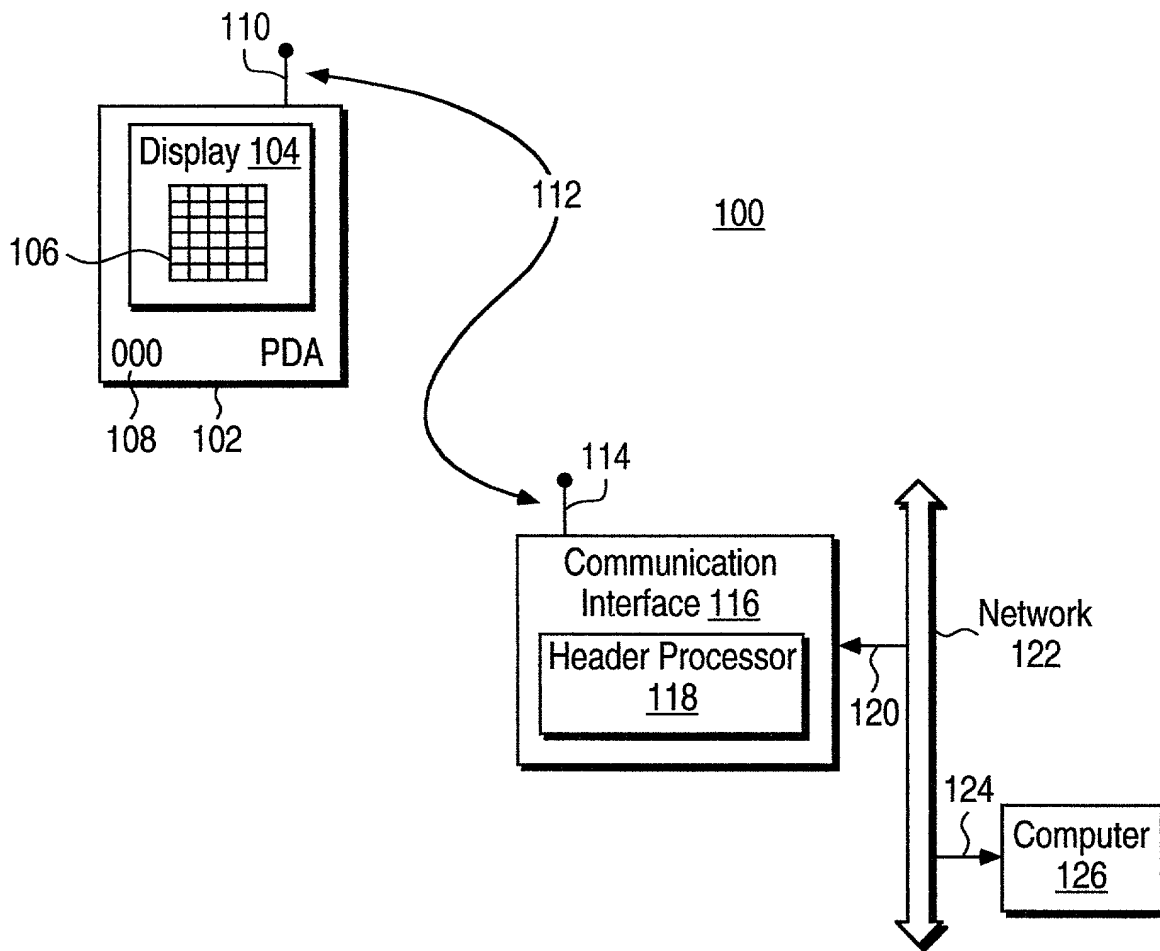 110
Display 104
106
112
100
000
PDA
108
102
114
Communication
Interface 116
Header Processor
118
Network
122
120
124
Computer
126